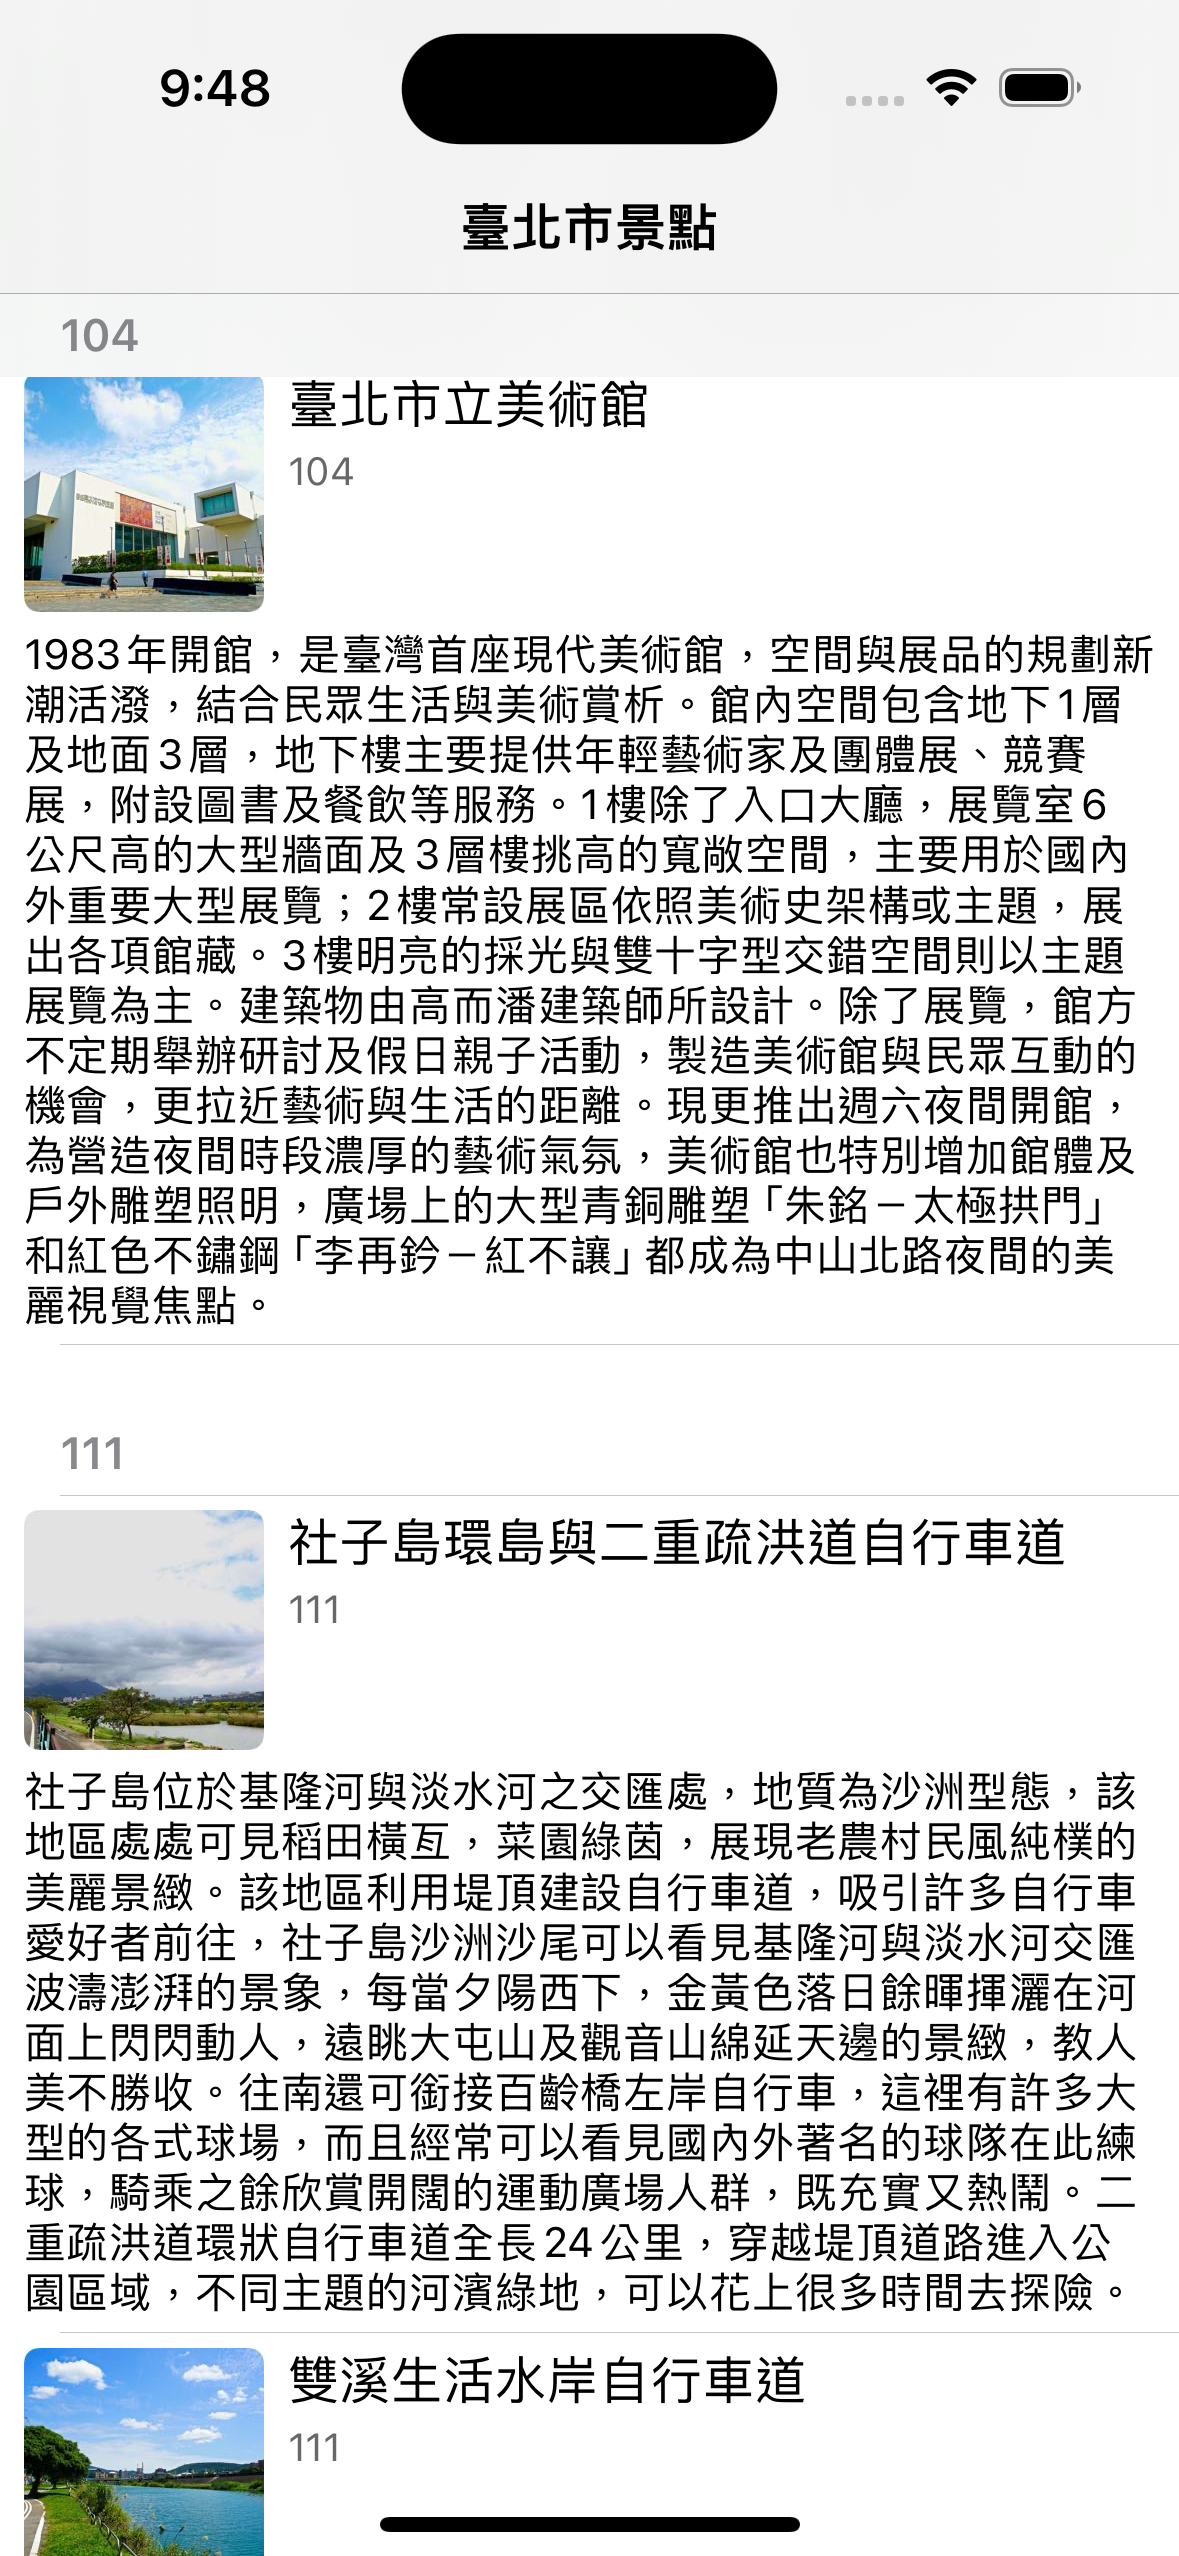 9:48
臺北市景點
104
臺北市立美術館
104
1983年開館，是臺灣首座現代美術館，空間與展品的規劃新
潮活潑，結合民眾生活與美術賞析。館內空間包含地下1層
及地面3層，地下樓主要提供年輕藝術家及團體展、競賽
展，附設圖書及餐飲等服務。1樓除了入口大廳，展覽室6
公尺高的大型牆面及3層樓挑高的寬敞空間，主要用於國內
外重要大型展覽；2樓常設展區依照美術史架構或主題，展
出各項館藏。3樓明亮的採光與雙十字型交錯空間則以主題
展覽為主。建築物由高而潘建築師所設計。除了展覽，館方
不定期舉辦研討及假日親子活動，製造美術館與民眾互動的
機會，更拉近藝術與生活的距離。現更推出週六夜間開館，
為營造夜間時段濃厚的藝術氣氛，美術館也特別增加館體及
戶外雕塑照明，廣場上的大型青銅雕塑「朱銘－太極拱門」
和紅色不鏽鋼「李再鈐－紅不讓」都成為中山北路夜間的美
麗視覺焦點。
111
社子島環島與二重疏洪道自行車道
111
社子島位於基隆河與淡水河之交匯處，地質為沙洲型態，該
地區處處可見稻田橫亙，菜園綠茵，展現老農村民風純樸的
美麗景緻。該地區利用堤頂建設自行車道，吸引許多自行車
愛好者前往，社子島沙洲沙尾可以看見基隆河與淡水河交匯
波濤澎湃的景象，每當夕陽西下，金黃色落日餘暉揮灑在河
面上閃閃動人，遠眺大屯山及觀音山綿延天邊的景緻，教人
美不勝收。往南還可銜接百齡橋左岸自行車，這裡有許多大
型的各式球場，而且經常可以看見國內外著名的球隊在此練
球，騎乘之餘欣賞開闊的運動廣場人群，既充實又熱鬧。二
重疏洪道環狀自行車道全長24公里，穿越堤頂道路進入公
園區域，不同主題的河濱綠地，可以花上很多時間去探險。
雙溪生活水岸自行車道
111